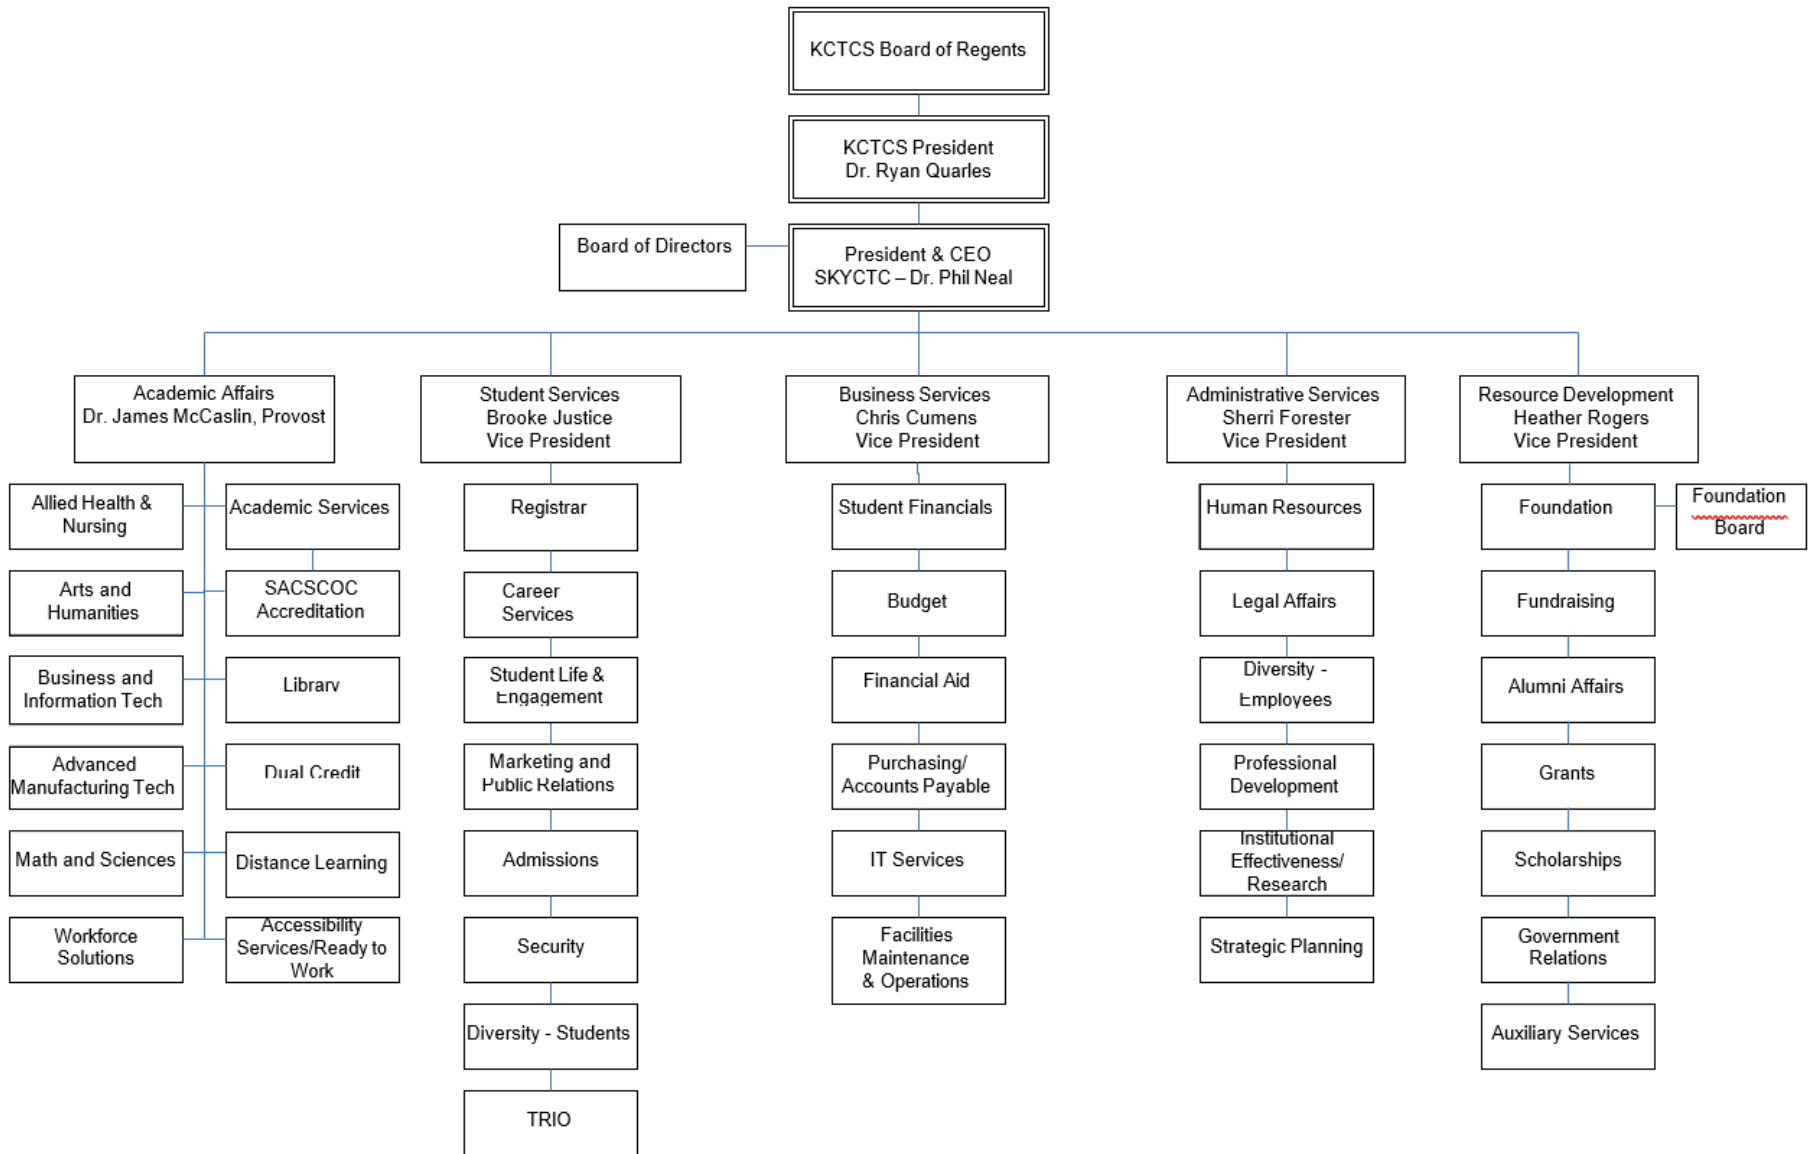 KCTCS Board of Regents
KCTCS President
Dr. Ryan Quarles
Board of Directors
President & CEO
SKYCTC – Dr. Phil Neal
Academic Affairs
Dr. James McCaslin, Provost
Student Services
Brooke Justice
Vice President
Business Services
Chris Cumens
Vice President
Administrative Services
Sherri Forester
Vice President
Resource Development
Heather Rogers
Vice President
Allied Health &
Nursing
Arts and
Humanities
Business and
Information Tech
Advanced
Manufacturing Tech
Math and Sciences
Workforce
Solutions
Academic Services
SACSCOC
Accreditation
Library
Dual Credit
Distance Learning
Accessibility
Services/Ready to
Work
Registrar
Career
Services
Student Life &
Engagement
Marketing and
Public Relations
Admissions
Security
Diversity - Students
TRIO
Student Financials
Budget
Financial Aid
Purchasing/
Accounts Payable
IT Services
Facilities
Maintenance
& Operations
Human Resources
Legal Affairs
Diversity -
Employees
Professional
Development
Institutional
Effectiveness/
Research
Strategic Planning
Foundation
Foundation
Board
Fundraising
Alumni Affairs
Grants
Scholarships
Government
Relations
Auxiliary Services